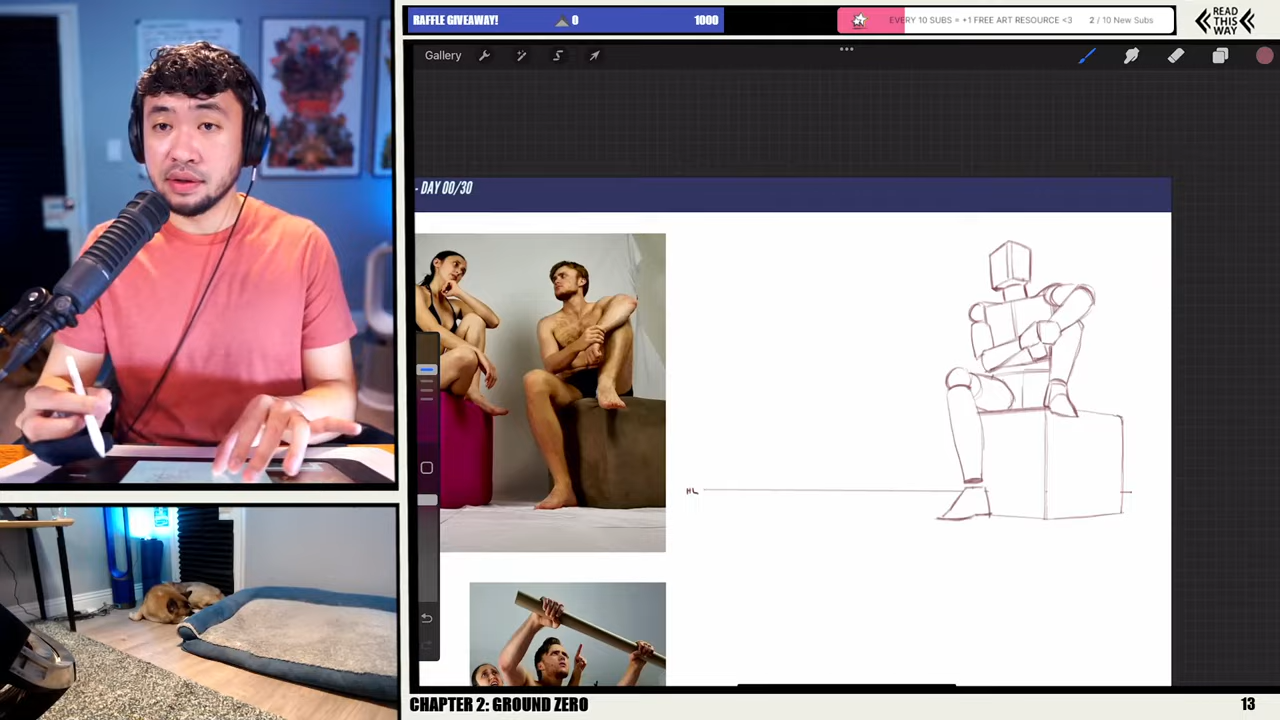 RAFFLE GIVEAWAY!
0
1000
EVERY 10 SUBS = +1 FREE ART RESOURCE <3
2 / 10 New Subs
READ
THIS
WAY
Gallery
- DAY 00/30
HL
CHAPTER 2: GROUND ZERO
13